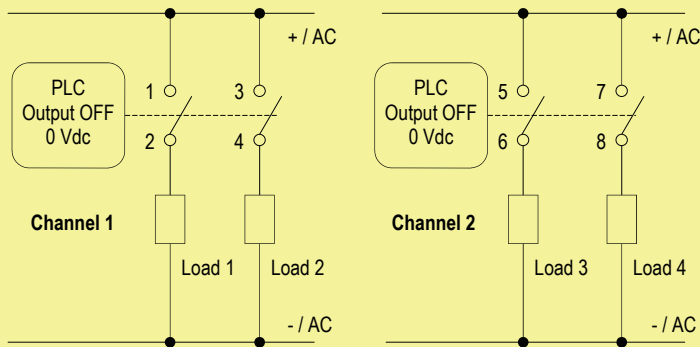 + / AC
PLC
Output OFF
0 Vdc
1
3
2
4
Channel 1
Load 1
Load 2
- / AC
+ / AC
PLC
Output OFF
0 Vdc
5
7
6
8
Channel 2
Load 3
Load 4
- / AC